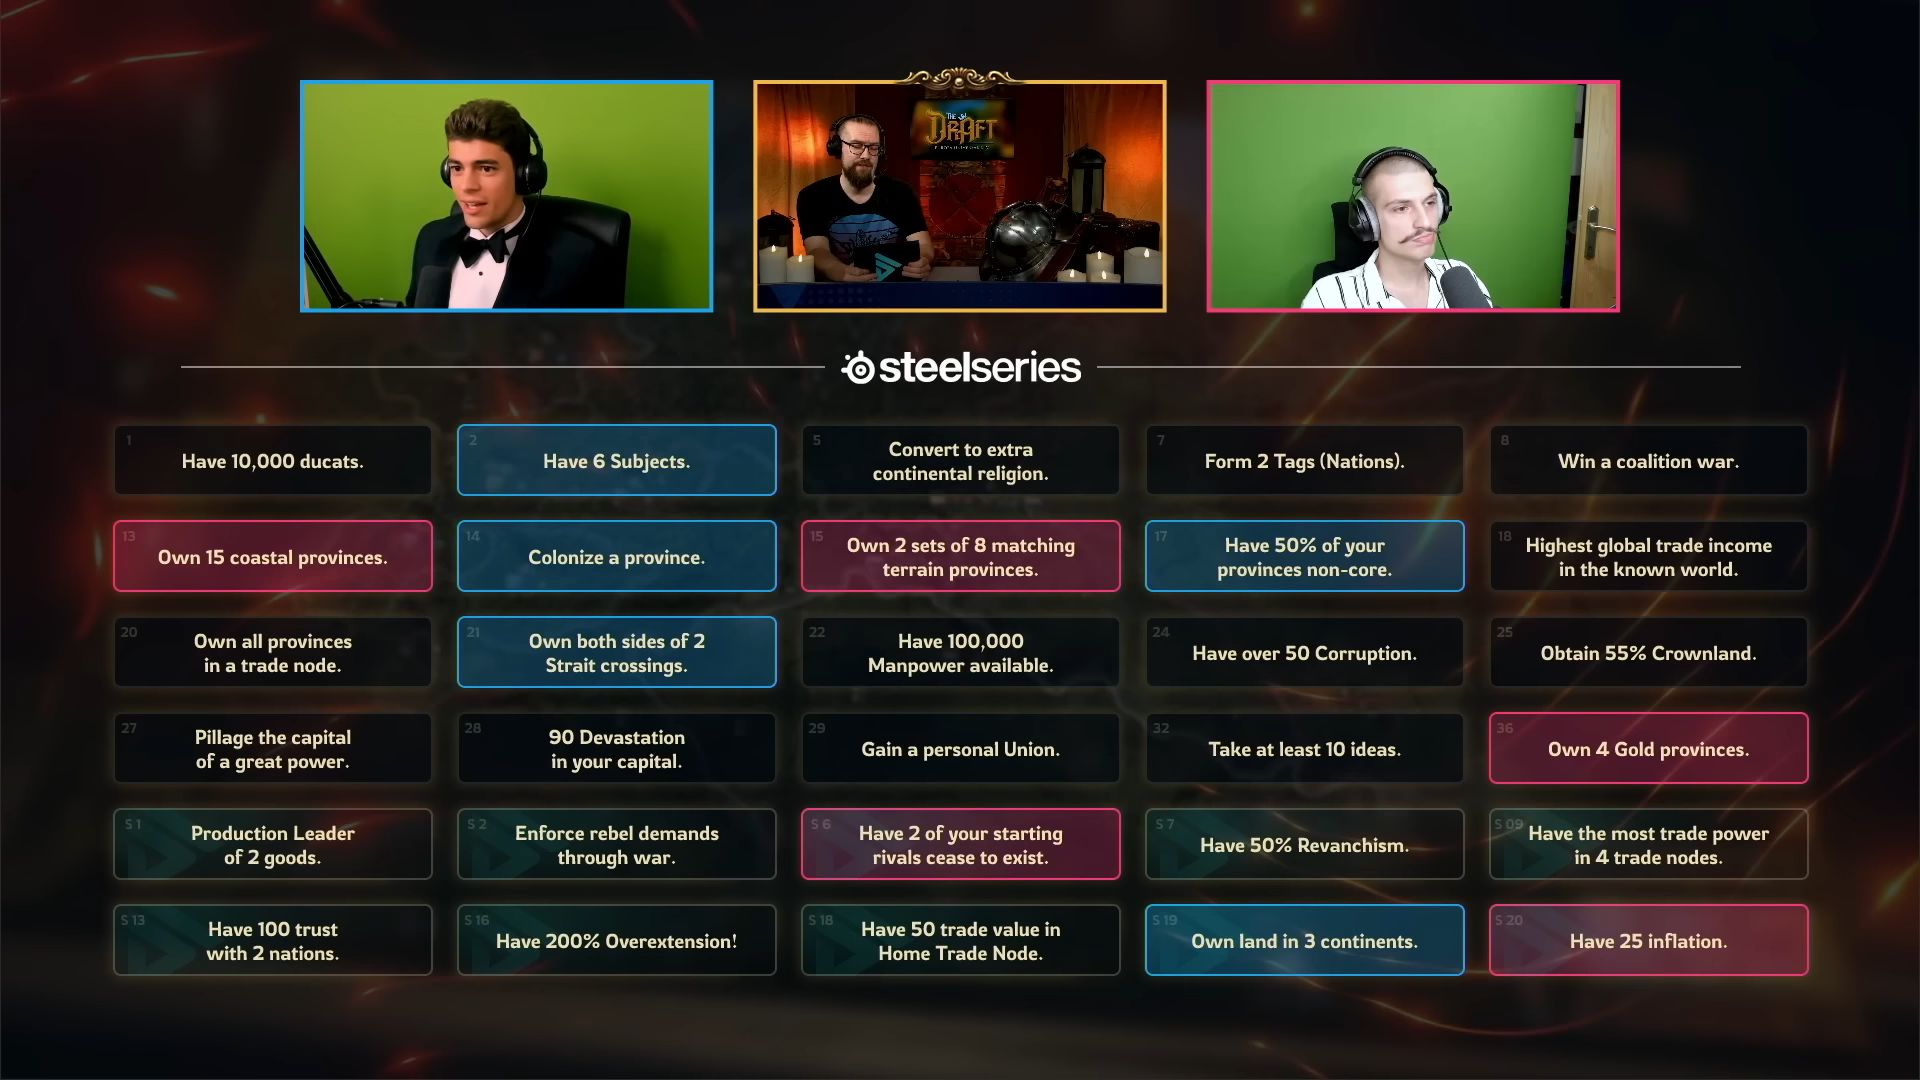 THE
DRAFT
steelseries
1
Have 10,000 ducats.
2
Have 6 Subjects.
5
Convert to extra
continental religion.
7
Form 2 Tags (Nations).
8
Win a coalition war.
13
Own 15 coastal provinces.
14
Colonize a province.
15
Own 2 sets of 8 matching
terrain provinces.
17
Have 50% of your
provinces non-core.
18
Highest global trade income
in the known world.
20
Own all provinces
in a trade node.
21
Own both sides of 2
Strait crossings.
22
Have 100,000
Manpower available.
24
Have over 50 Corruption.
25
Obtain 55% Crownland.
27
Pillage the capital
of a great power.
28
90 Devastation
in your capital.
29
Gain a personal Union.
32
Take at least 10 ideas.
36
Own 4 Gold provinces.
S 1
Production Leader
of 2 goods.
S 2
Enforce rebel demands
through war.
S 6
Have 2 of your starting
rivals cease to exist.
S 7
Have 50% Revanchism.
S 09
Have the most trade power
in 4 trade nodes.
S 13
Have 100 trust
with 2 nations.
S 16
Have 200% Overextension!
S 18
Have 50 trade value in
Home Trade Node.
S 19
Own land in 3 continents.
S 20
Have 25 inflation.